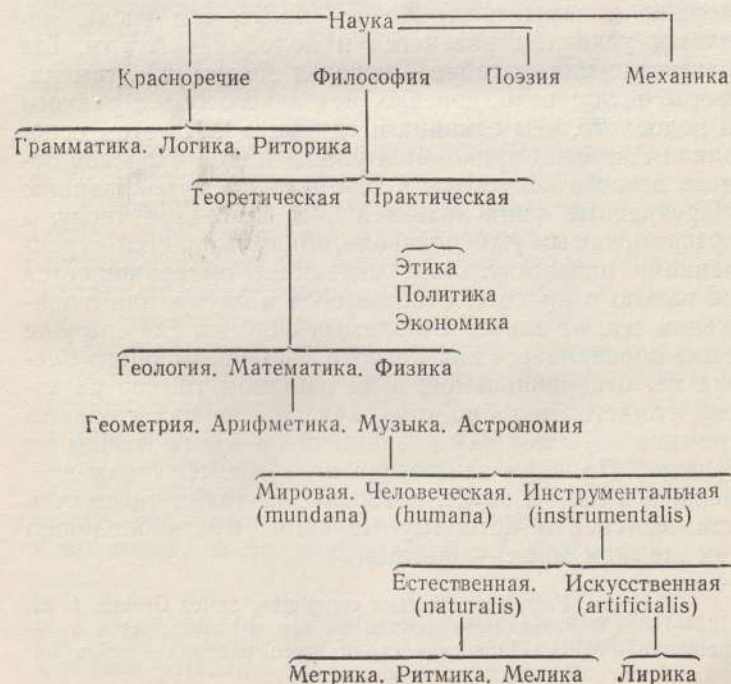 Наука
Красноречие Философия Поэзия Механика
Грамматика. Логика, Риторика
Теоретическая Практическая
Этика
Политика
Экономика
Геология, Математика, Физика
Геометрия, Арифметика, Музыка, Астрономия
Мировая. Человеческая. Инструментальная
(mundana) (humana) (instrumentalis)
Естественная. Искусственная
(naturalis) (artificialis)
Метрика, Ритмика, Мелика Лирика